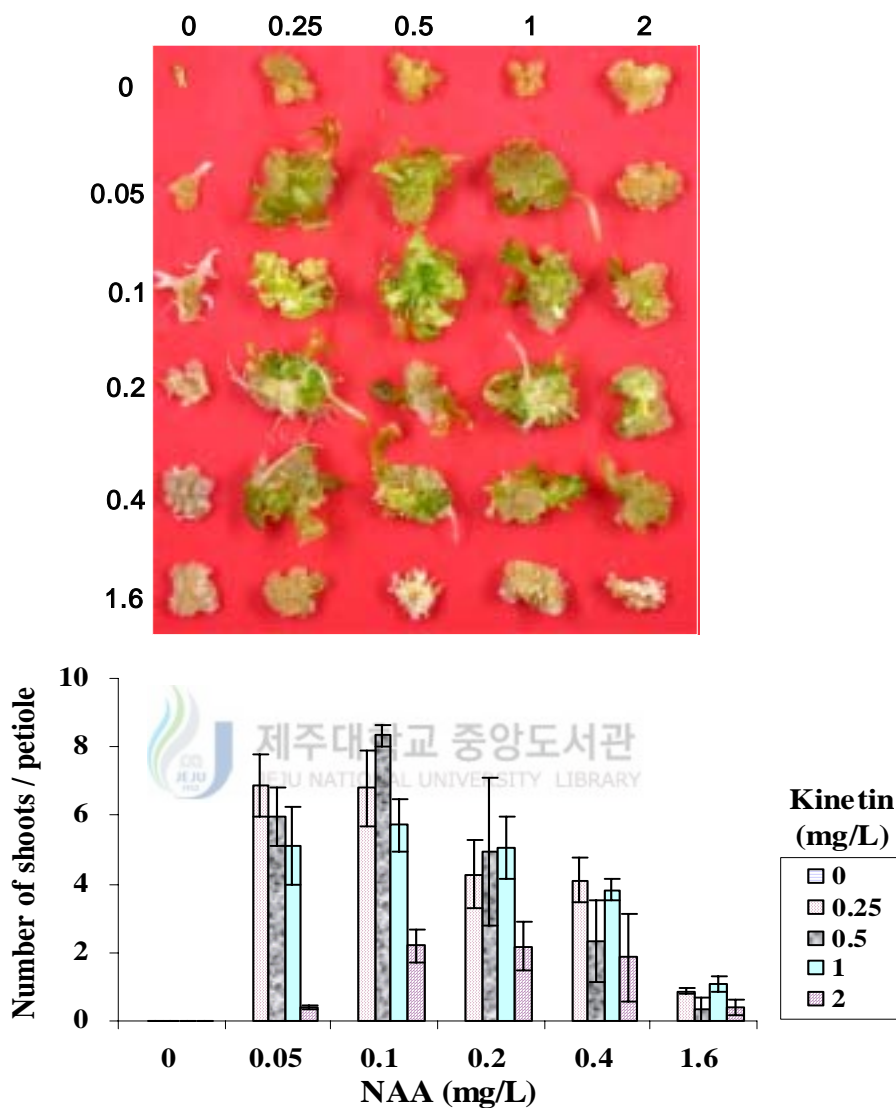 0 0.25 0.5 1 2
0
0.05
0.1
0.2
0.4
1.6
Number of shoots / petiole
10
8
6
4
2
0
제주대학교 중앙도서관
JEJU NATIONAL UNIVERSITY LIBRARY
JEJU
1952
0 0.05 0.1 0.2 0.4 1.6
NAA (mg/L)
Kinetin
(mg/L)
0
0.25
0.5
1
2